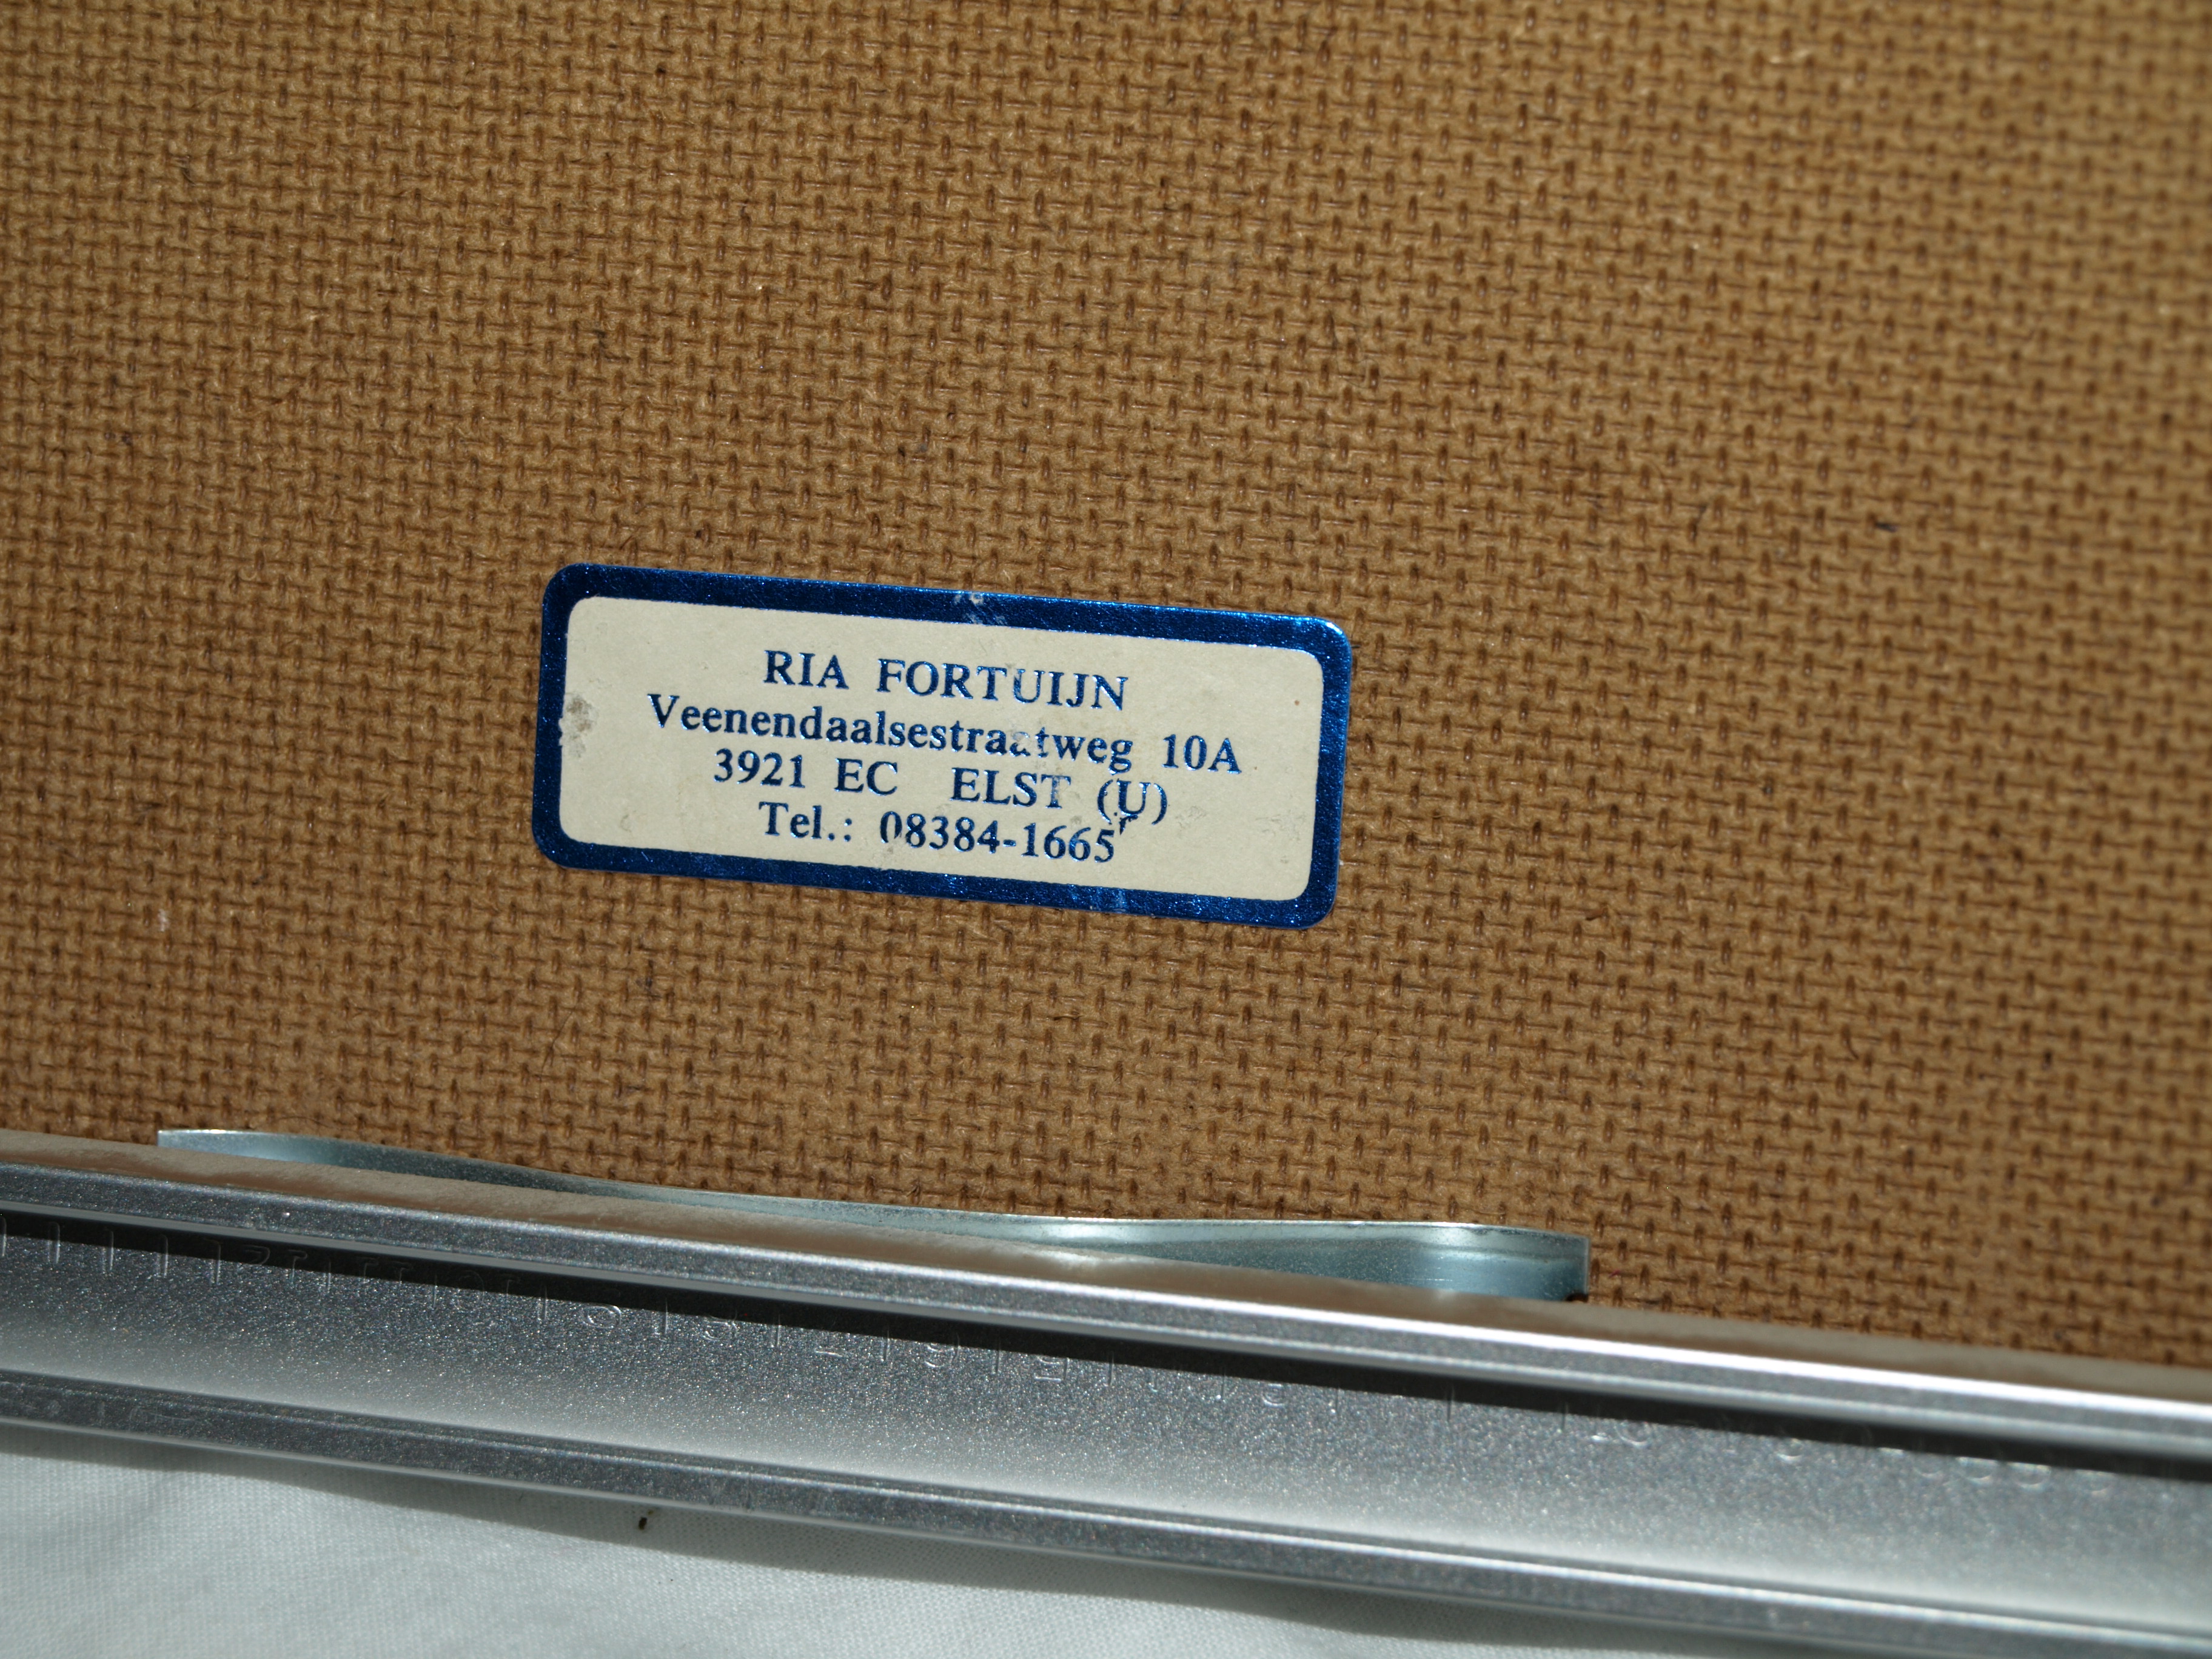 RIA FORTUIJN
Veenendaalsestraatweg 10A
3921 EC ELST (U)
Tel.: 08384-1665